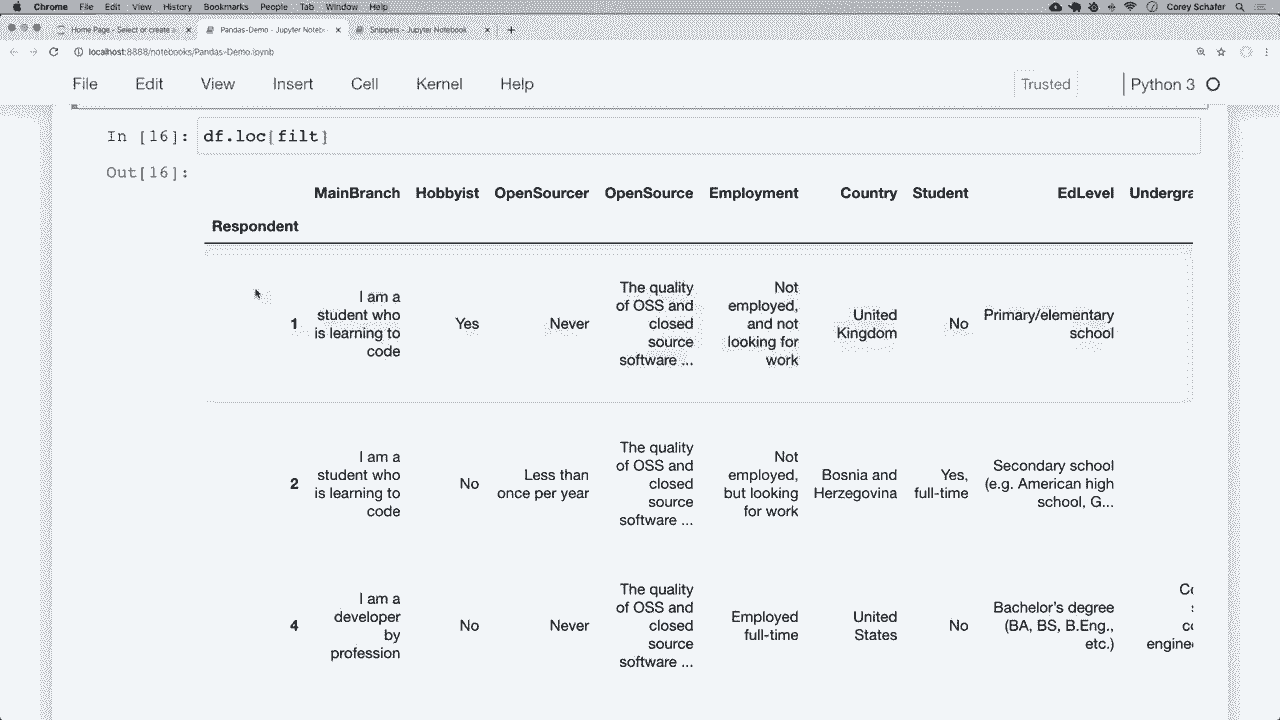 Chrome File Edit View History Bookmarks People Tab Window Help Corey Schafer
Home Page - Select or create a Pandas-Demo - Jupyter Notebo Snippets - Jupyter Notebook
localhost:8888/notebooks/Pandas-Demo.ipynb
File Edit View Insert Cell Kernel Help Trusted Python 3
In [16]: df.loc[filt]
Out[16]:
MainBranch Hobbyist OpenSourcer OpenSource Employment Country Student EdLevel Undergra
Respondent
1 I am a student who is learning to code Yes Never The quality of OSS and closed source software ... Not employed, and not looking for work United Kingdom No Primary/elementary school
2 I am a student who is learning to code No Less than once per year The quality of OSS and closed source software ... Not employed, but looking for work Bosnia and Herzegovina Yes, full-time Secondary school (e.g. American high school, G...
4 I am a developer by profession No Never The quality of OSS and closed source software ... Employed full-time United States No Bachelor's degree (BA, BS, B.Eng., etc.)